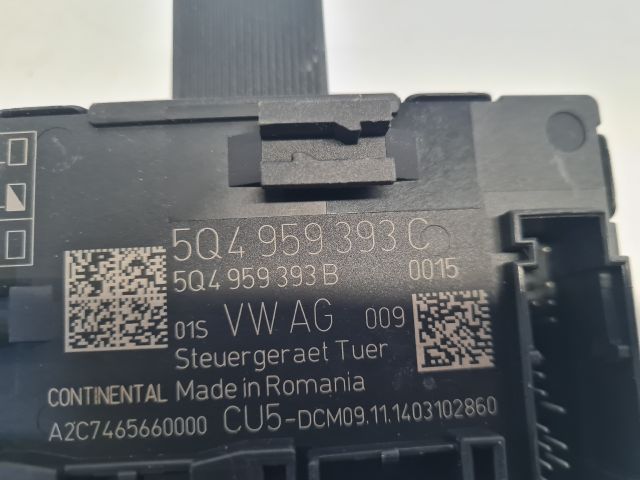 5Q4 959 393 C
5Q4 959 393 B 0015
01S VW AG 009
Steuergeraet Tuer
CONTINENTAL Made in Romania
A2C7465660000 CU5-DCM09.11.1403102860